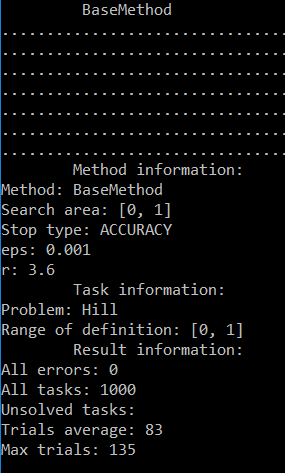 BaseMethod
...................................
...................................
...................................
...................................
...................................
...................................
...................................
Method information:
Method: BaseMethod
Search area: [0, 1]
Stop type: ACCURACY
eps: 0.001
r: 3.6
Task information:
Problem: Hill
Range of definition: [0, 1]
Result information:
All errors: 0
All tasks: 1000
Unsolved tasks:
Trials average: 83
Max trials: 135